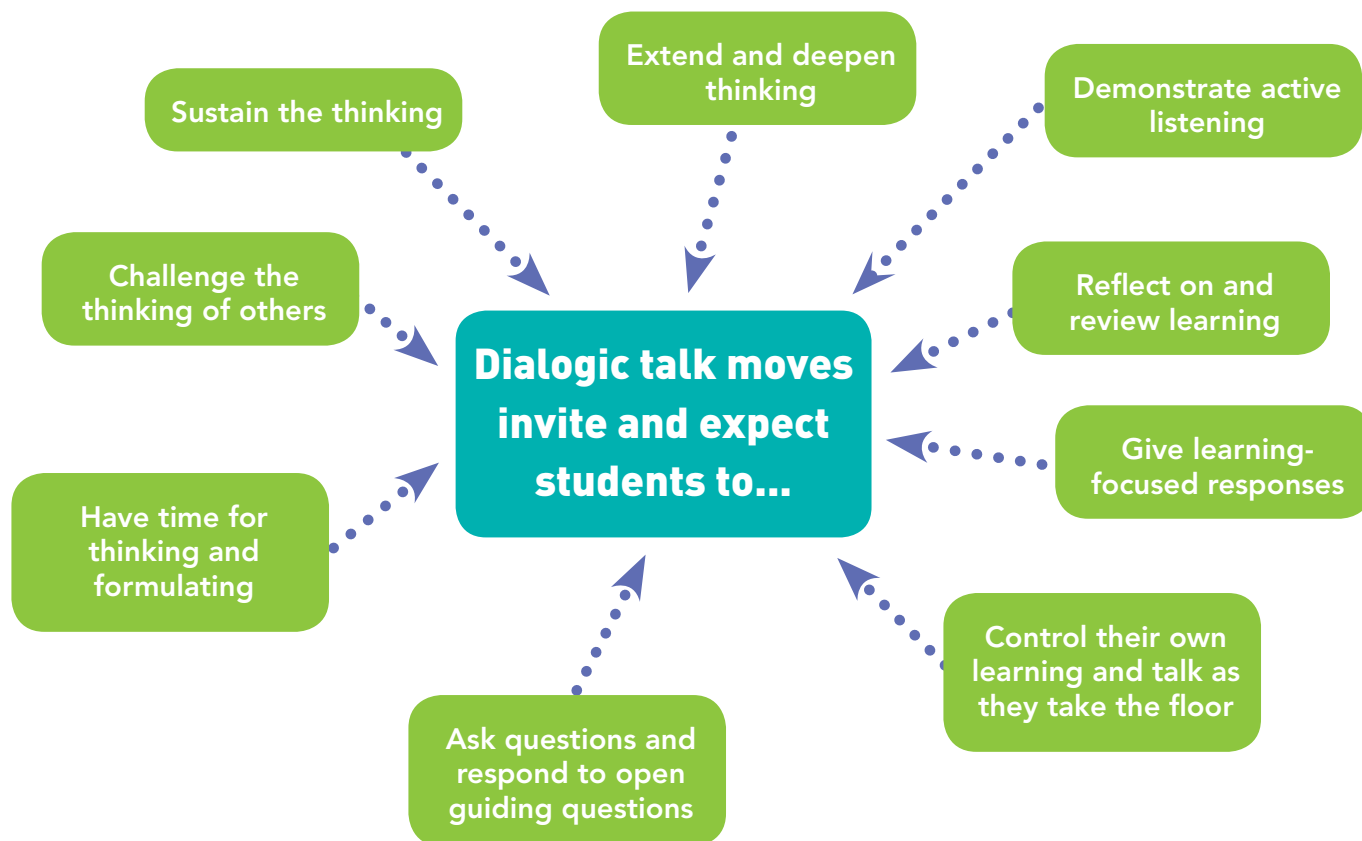 Extend and deepen
thinking
Sustain the thinking
Demonstrate active
listening
Challenge the
thinking of others
Reflect on and
review learning
Dialogic talk moves
invite and expect
students to...
Give learning-
focused responses
Have time for
thinking and
formulating
Control their own
learning and talk as
they take the floor
Ask questions and
respond to open
guiding questions